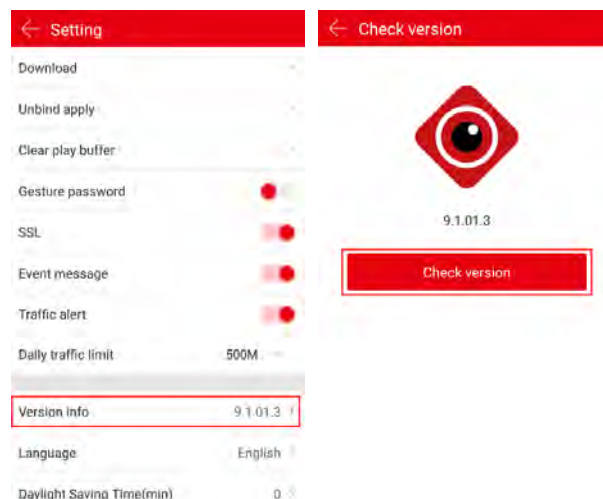 Setting
Download
Unbind apply
Clear play buffer
Gesture password
SSL
Event message
Traffic alert
Daily traffic limit 500M
Version info 9.1.01.3
Language English
Daylight Saving Time(min) 0
Check version
9.1.01.3
Check version